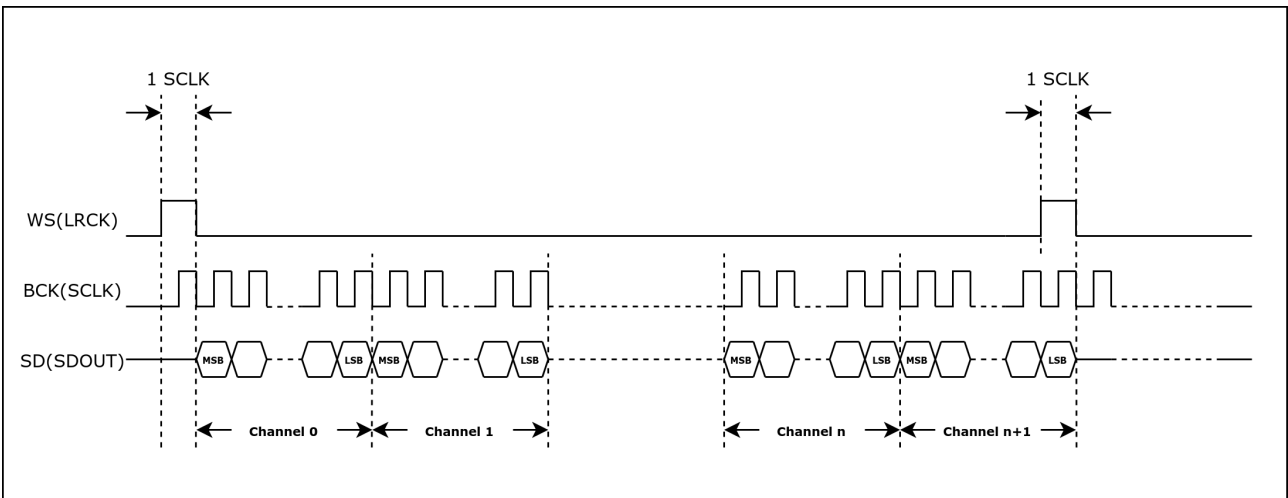 1 SCLK 1 SCLK
WS(LRCK)
BCK(SCLK)
SD(SDOUT) MSB LSB MSB LSB MSB LSB MSB LSB
Channel 0 Channel 1 Channel n Channel n+1